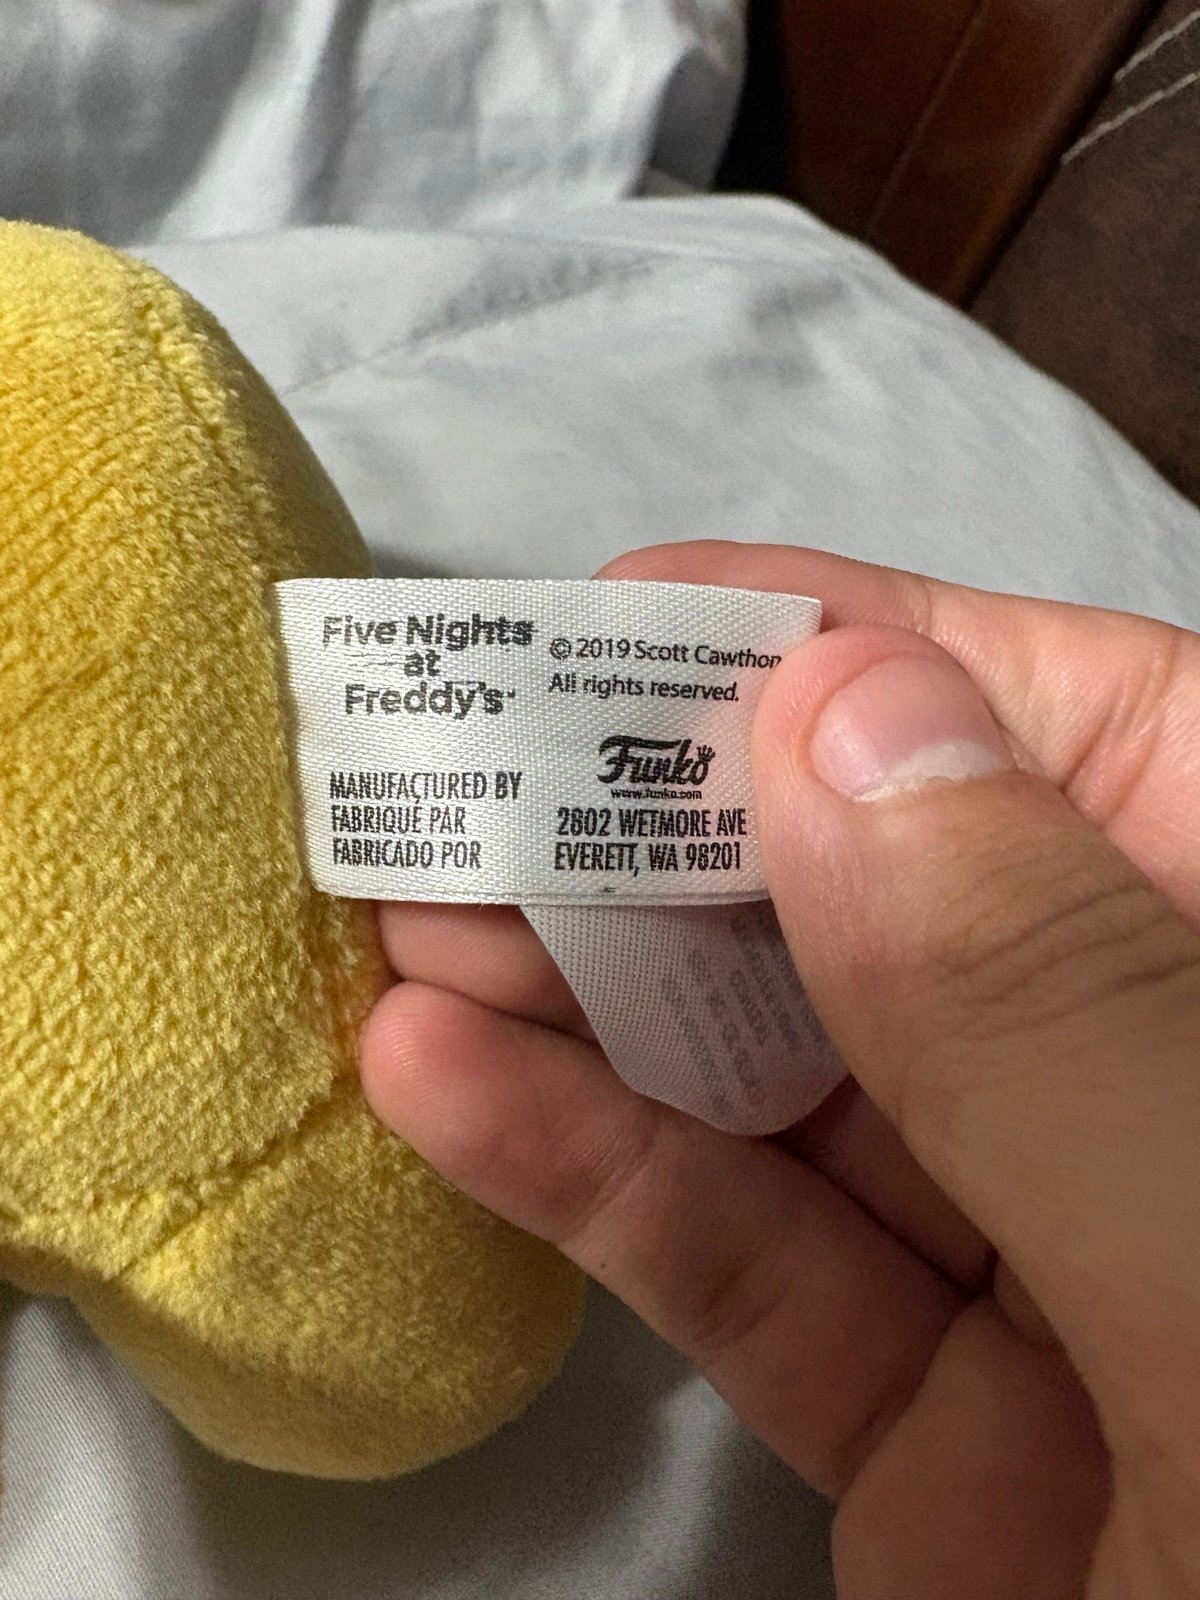 Five Nights
at
Freddy's
© 2019 Scott Cawthon
All rights reserved.
MANUFACTURED BY
FABRIQUÉ PAR
FABRICADO POR
Funko
www.funko.com
2802 WETMORE AVE
EVERETT, WA 98201